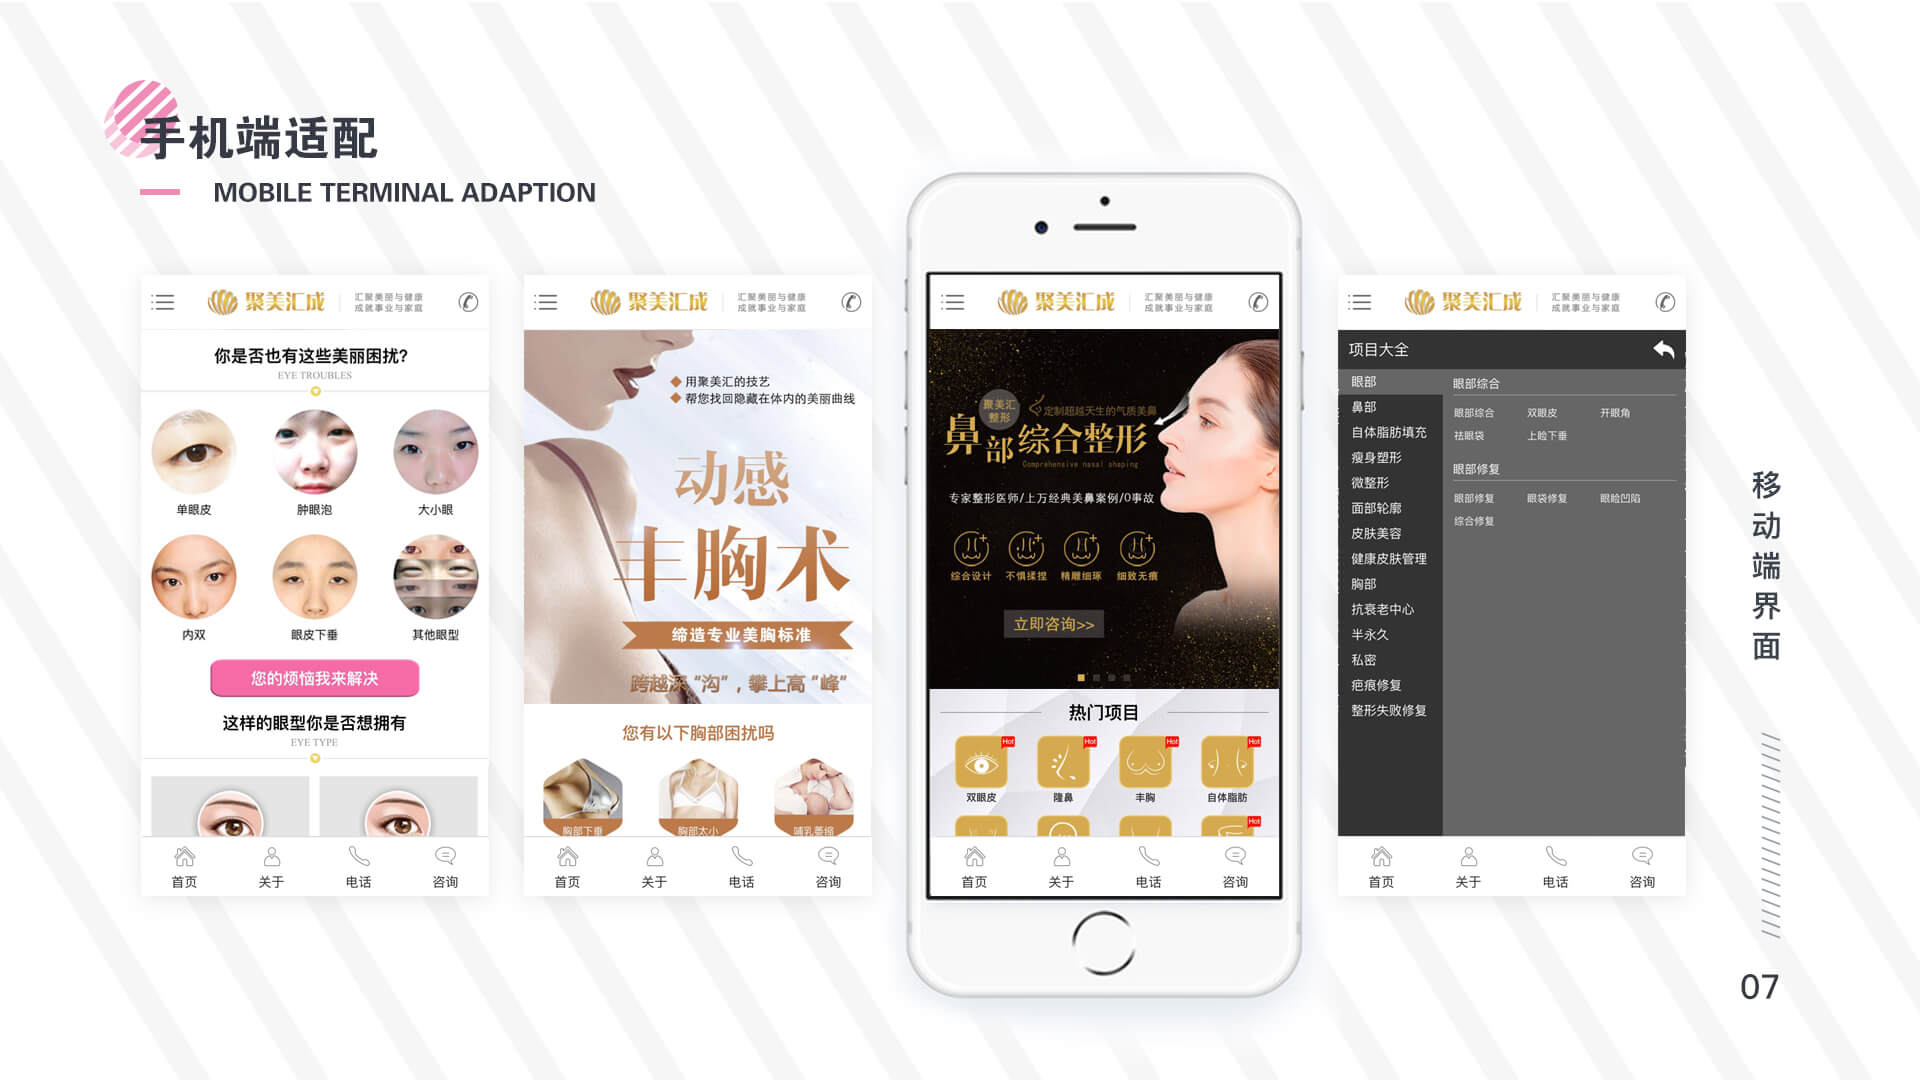 手机端适配
MOBILE TERMINAL ADAPTION
聚美汇成
汇聚美丽与健康
成就事业与家庭
你是否也有这些美丽困扰?
EYE TROUBLES
单眼皮
肿眼泡
大小眼
内双
眼皮下垂
其他眼型
您的烦恼我来解决
这样的眼型你是否想拥有
EYE TYPE
首页
关于
电话
咨询
聚美汇成
汇聚美丽与健康
成就事业与家庭
用聚美汇的技艺
帮您找回隐藏在体内的美丽曲线
动感
丰胸术
缔造专业美胸标准
跨越深“沟”，攀上高“峰”
您有以下胸部困扰吗
胸部下垂
胸部太小
哺乳萎缩
首页
关于
电话
咨询
聚美汇成
汇聚美丽与健康
成就事业与家庭
聚美汇
整形
定制超越天生的气质美鼻
鼻部综合整形
Comprehensive nasal shaping
专家整形医师/上万经典美鼻案例/0事故
综合设计
不惧揉捏
精雕细琢
细致无痕
立即咨询>>
热门项目
Hot
Hot
Hot
Hot
双眼皮
隆鼻
丰胸
自体脂肪
Hot
首页
关于
电话
咨询
聚美汇成
汇聚美丽与健康
成就事业与家庭
项目大全
眼部
鼻部
自体脂肪填充
瘦身塑形
微整形
面部轮廓
皮肤美容
健康皮肤管理
胸部
抗衰老中心
半永久
私密
疤痕修复
整形失败修复
眼部综合
眼部综合 双眼皮 开眼角
祛眼袋 上睑下垂
眼部修复
眼部修复 眼袋修复 眼睑凹陷
综合修复
首页
关于
电话
咨询
移动端界面
07